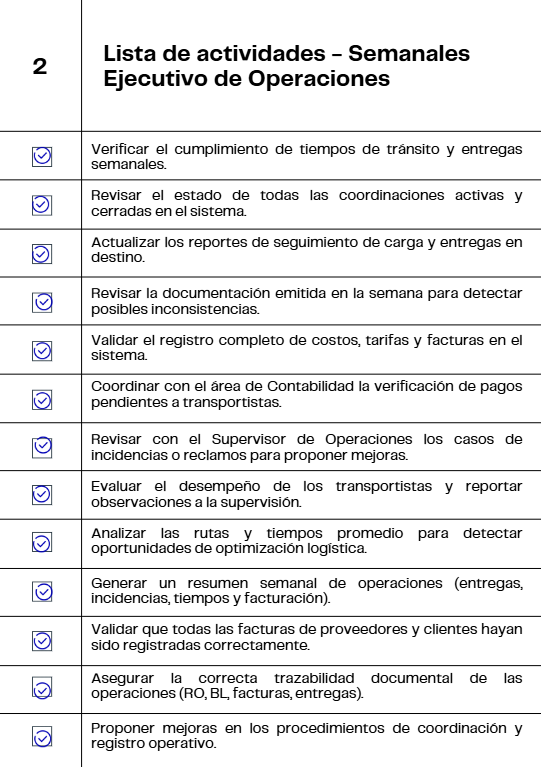 2
Lista de actividades – Semanales
Ejecutivo de Operaciones
Verificar el cumplimiento de tiempos de tránsito y entregas
semanales.
Revisar el estado de todas las coordinaciones activas y
cerradas en el sistema.
Actualizar los reportes de seguimiento de carga y entregas en
destino.
Revisar la documentación emitida en la semana para detectar
posibles inconsistencias.
Validar el registro completo de costos, tarifas y facturas en el
sistema.
Coordinar con el área de Contabilidad la verificación de pagos
pendientes a transportistas.
Revisar con el Supervisor de Operaciones los casos de
incidencias o reclamos para proponer mejoras.
Evaluar el desempeño de los transportistas y reportar
observaciones a la supervisión.
Analizar las rutas y tiempos promedio para detectar
oportunidades de optimización logística.
Generar un resumen semanal de operaciones (entregas,
incidencias, tiempos y facturación).
Validar que todas las facturas de proveedores y clientes hayan
sido registradas correctamente.
Asegurar la correcta trazabilidad documental de las
operaciones (RO, BL, facturas, entregas).
Proponer mejoras en los procedimientos de coordinación y
registro operativo.